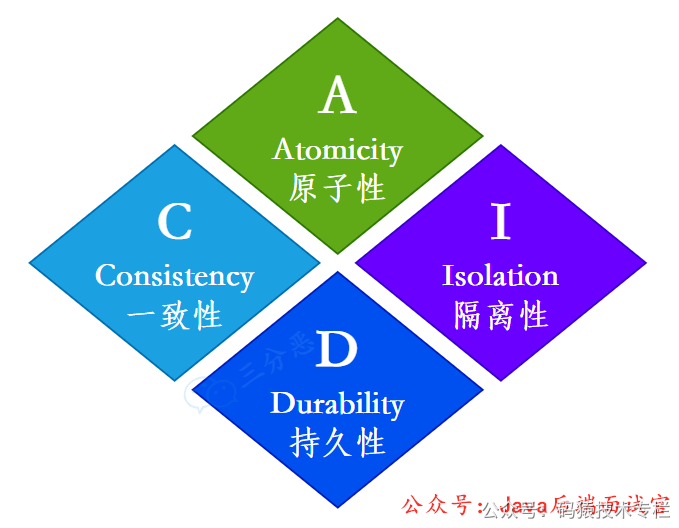 A
Atomicity
原子性
C
Consistency
一致性
I
Isolation
隔离性
D
Durability
持久性
三分恶
公众号：Java后端面试官
公众号：码猿技术专栏